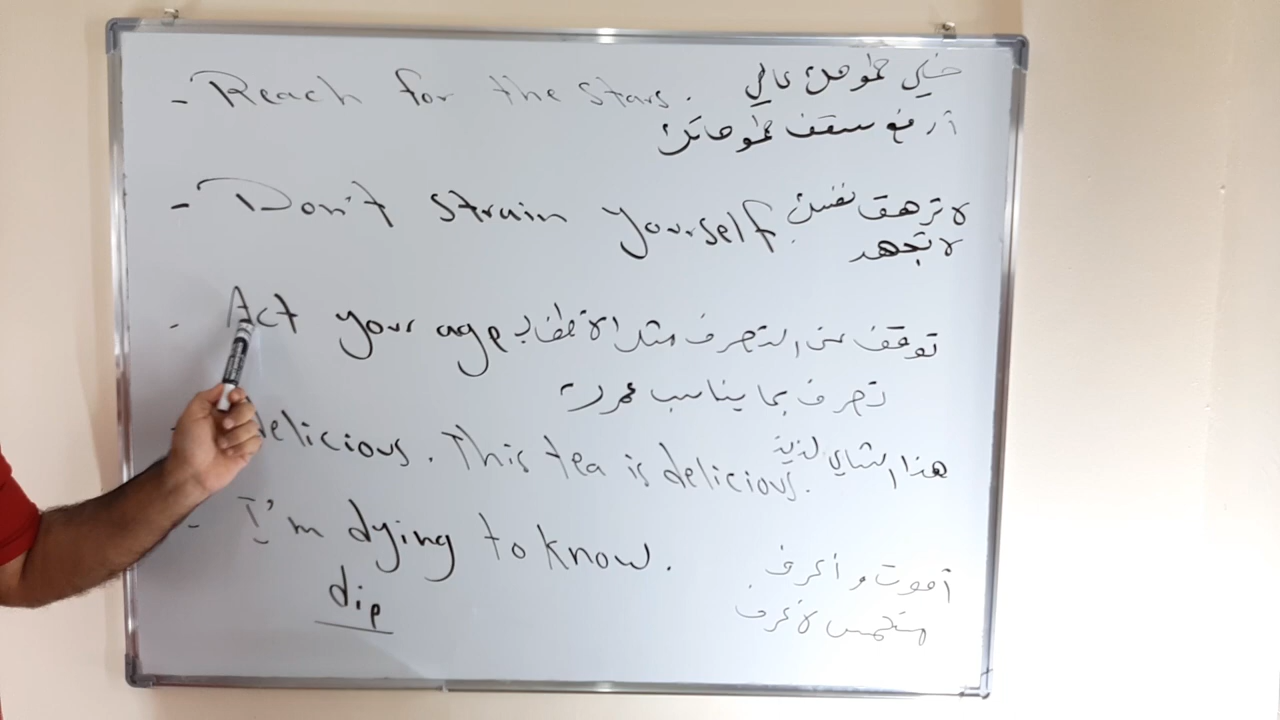 - Reach for the stars. خلي طموحك عالي
أرفع سقف طموحاتك
- Don't strain yourself. لا ترهق نفسك
لا تجهد
- Act your age توقف عن التصرف مثل الأطفال
تصرف بما يناسب عمرك
- delicious. This tea is delicious. هذا الشاي لذيذ
- I'm dying to know. أموت و أعرف
dip متحمس لأعرف